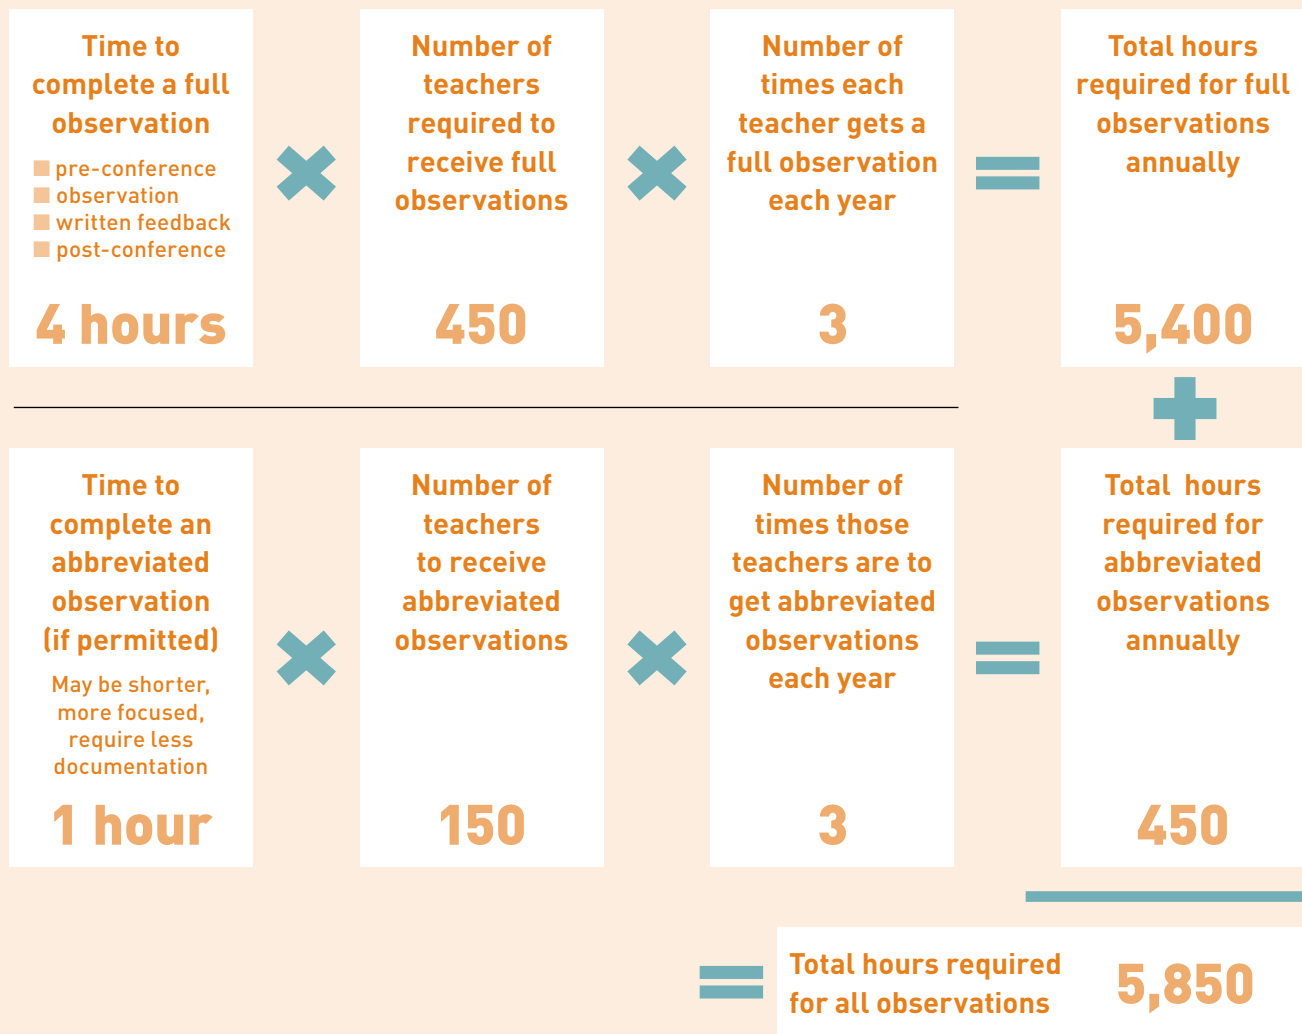 Time to
complete a full
observation
pre-conference
observation
written feedback
post-conference
4 hours
Number of
teachers
required to
receive full
observations
450
Number of
times each
teacher gets a
full observation
each year
3
Total hours
required for full
observations
annually
5,400
Time to
complete an
abbreviated
observation
(if permitted)
May be shorter,
more focused,
require less
documentation
1 hour
Number of
teachers
to receive
abbreviated
observations
150
Number of
times those
teachers are to
get abbreviated
observations
each year
3
Total hours
required for
abbreviated
observations
annually
450
Total hours required
for all observations
5,850